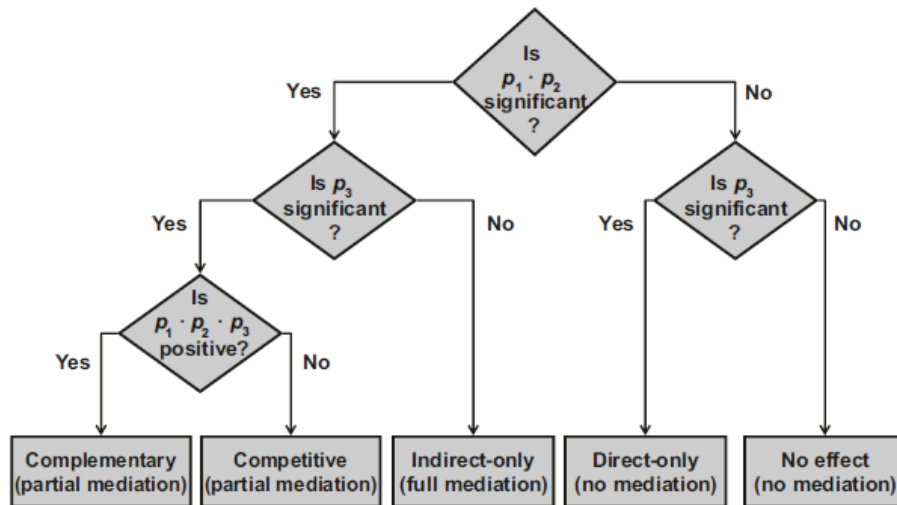 Is
p₁ · p₂
significant
?
Yes
No
Is p₃
significant
?
Is p₃
significant
?
Yes
No
Yes
No
Is
p₁ · p₂ · p₃
positive?
Yes
No
Complementary
(partial mediation)
Competitive
(partial mediation)
Indirect-only
(full mediation)
Direct-only
(no mediation)
No effect
(no mediation)